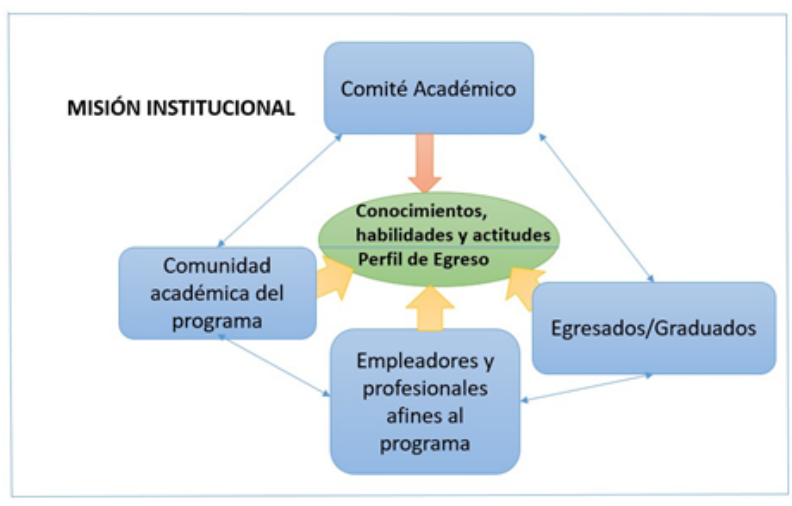 Comité Académico
MISIÓN INSTITUCIONAL
Conocimientos,
habilidades y actitudes
Perfil de Egreso
Comunidad
académica del
programa
Egresados/Graduados
Empleadores y
profesionales
afines al
programa